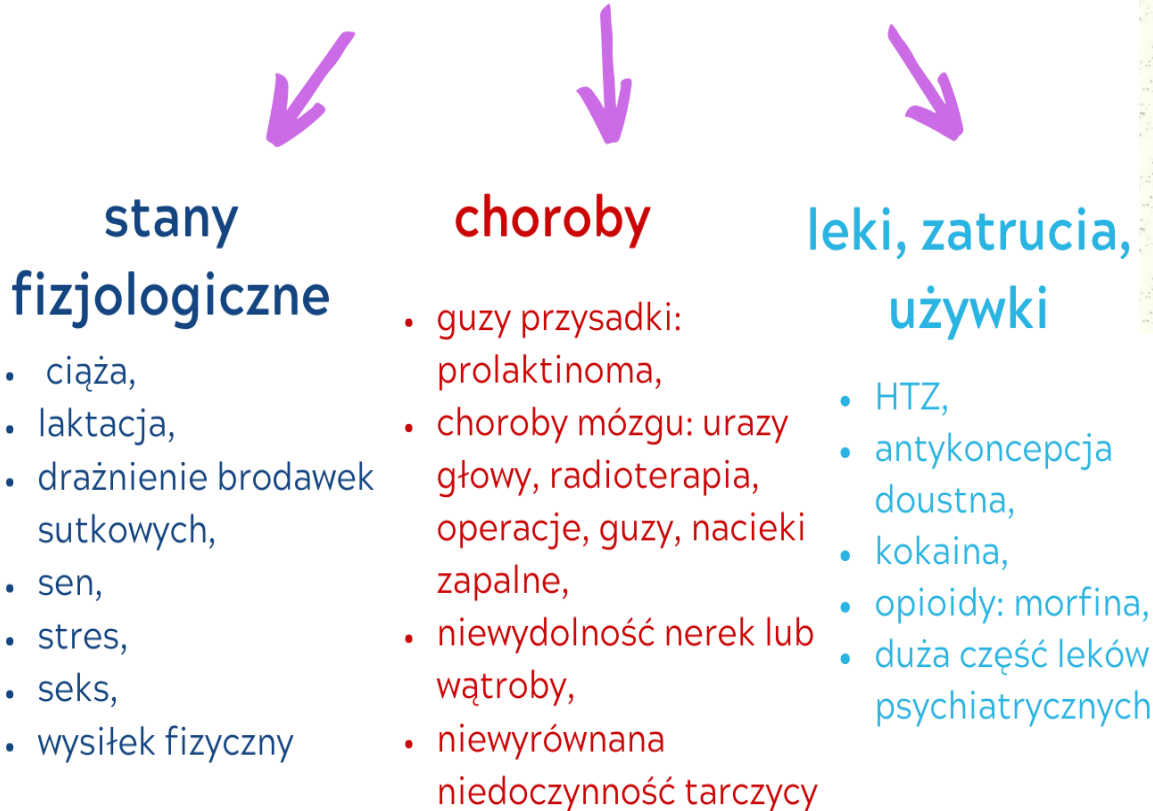 stany
fizjologiczne
• ciąża,
• laktacja,
• drażnienie brodawek
sutkowych,
• sen,
• stres,
• seks,
• wysiłek fizyczny
choroby
• guzy przysadki:
prolaktinoma,
• choroby mózgu: urazy
głowy, radioterapia,
operacje, guzy, nacieki
zapalne,
• niewydolność nerek lub
wątroby,
• niewyrównana
niedoczynność tarczycy
leki, zatrucia,
używki
• HTZ,
• antykoncepcja
doustna,
• kokaina,
• opioidy: morfina,
• duża część leków
psychiatrycznych